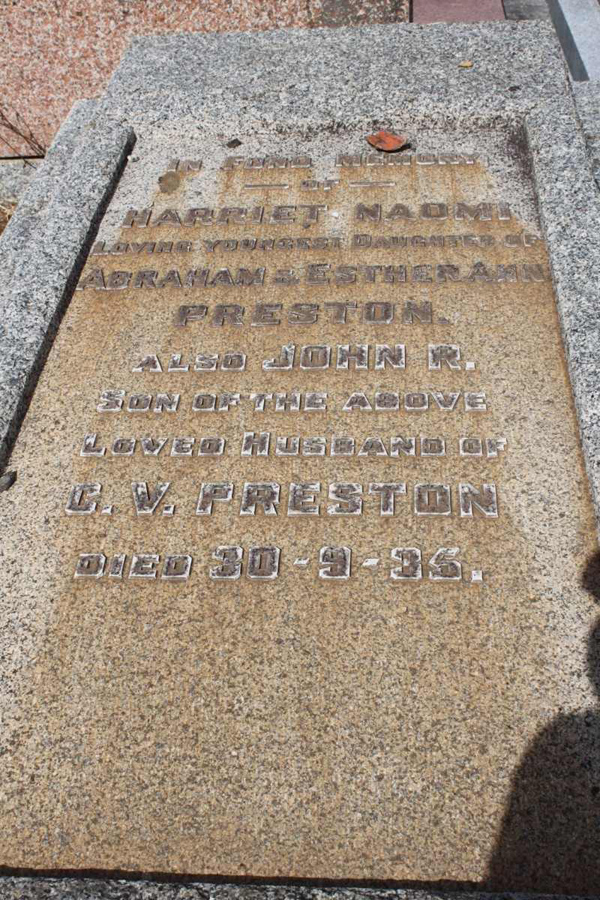 IN FOND MEMORY
— OF —
HARRIET NAOMI
LOVING YOUNGEST DAUGHTER OF
ABRAHAM & ESTHER ANN
PRESTON.
ALSO JOHN R.
SON OF THE ABOVE
LOVED HUSBAND OF
C. V. PRESTON
DIED 30-9-35.